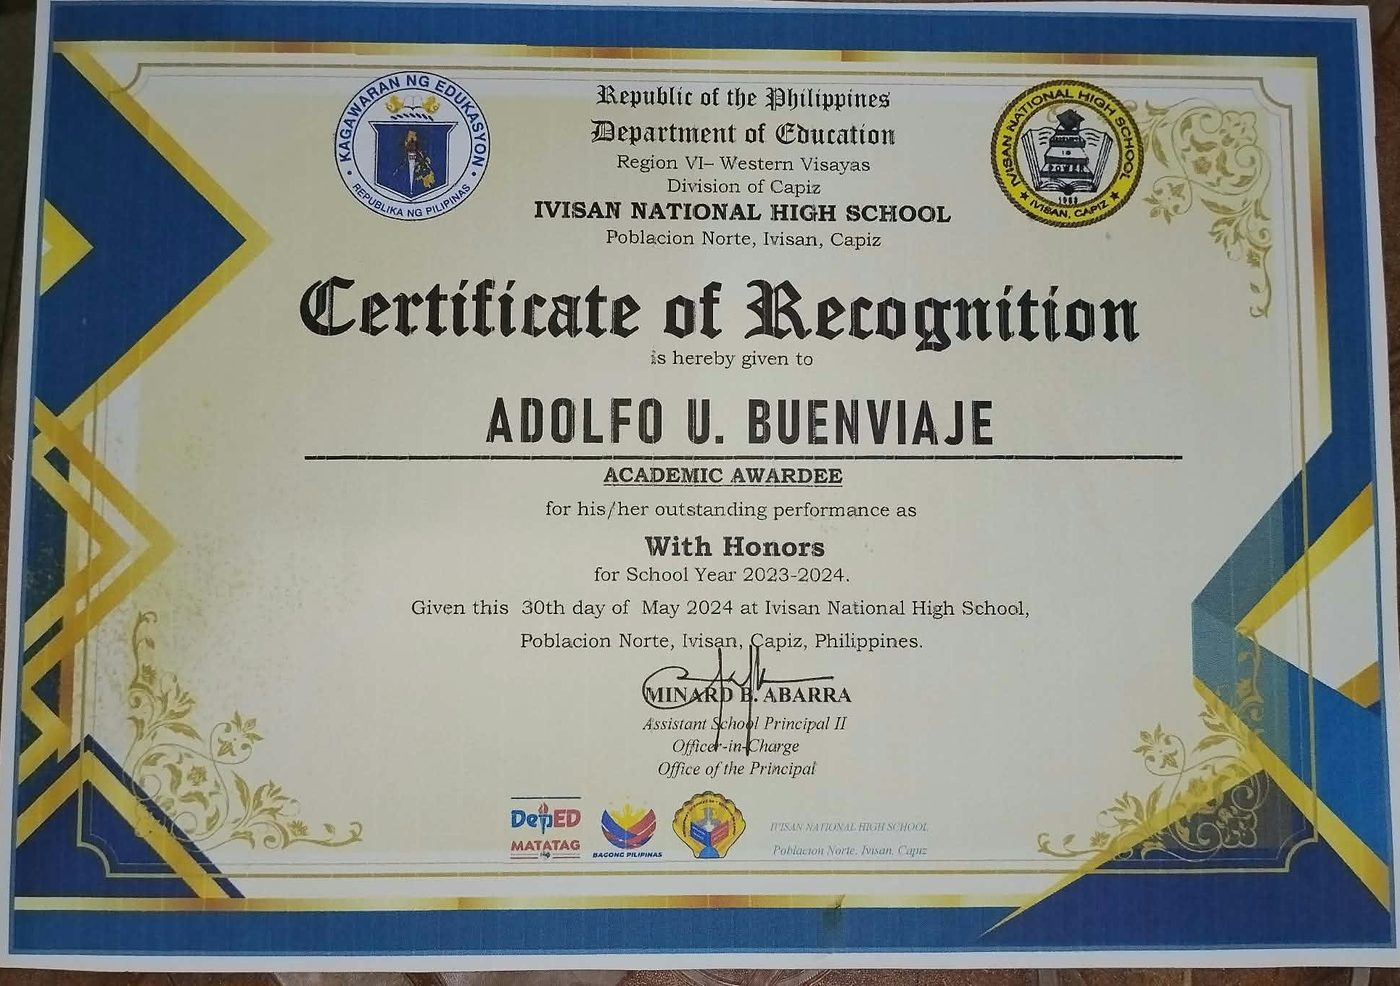 KAGAWARAN NG EDUKASYON
REPUBLIKA NG PILIPINAS
Republic of the Philippines
Department of Education
Region VI– Western Visayas
Division of Capiz
IVISAN NATIONAL HIGH SCHOOL
Poblacion Norte, Ivisan, Capiz
IVISAN NATIONAL HIGH SCHOOL
IS
POWER
1968
IVISAN, CAPIZ
Certificate of Recognition
is hereby given to
ADOLFO U. BUENVIAJE
ACADEMIC AWARDEE
for his/her outstanding performance as
With Honors
for School Year 2023-2024.
Given this 30th day of May 2024 at Ivisan National High School,
Poblacion Norte, Ivisan, Capiz, Philippines.
MINARD B. ABARRA
Assistant School Principal II
Officer-in-Charge
Office of the Principal
DepED
MATATAG
BAGONG PILIPINAS
IVISAN NATIONAL HIGH SCHOOL
Poblacion Norte, Ivisan, Capiz